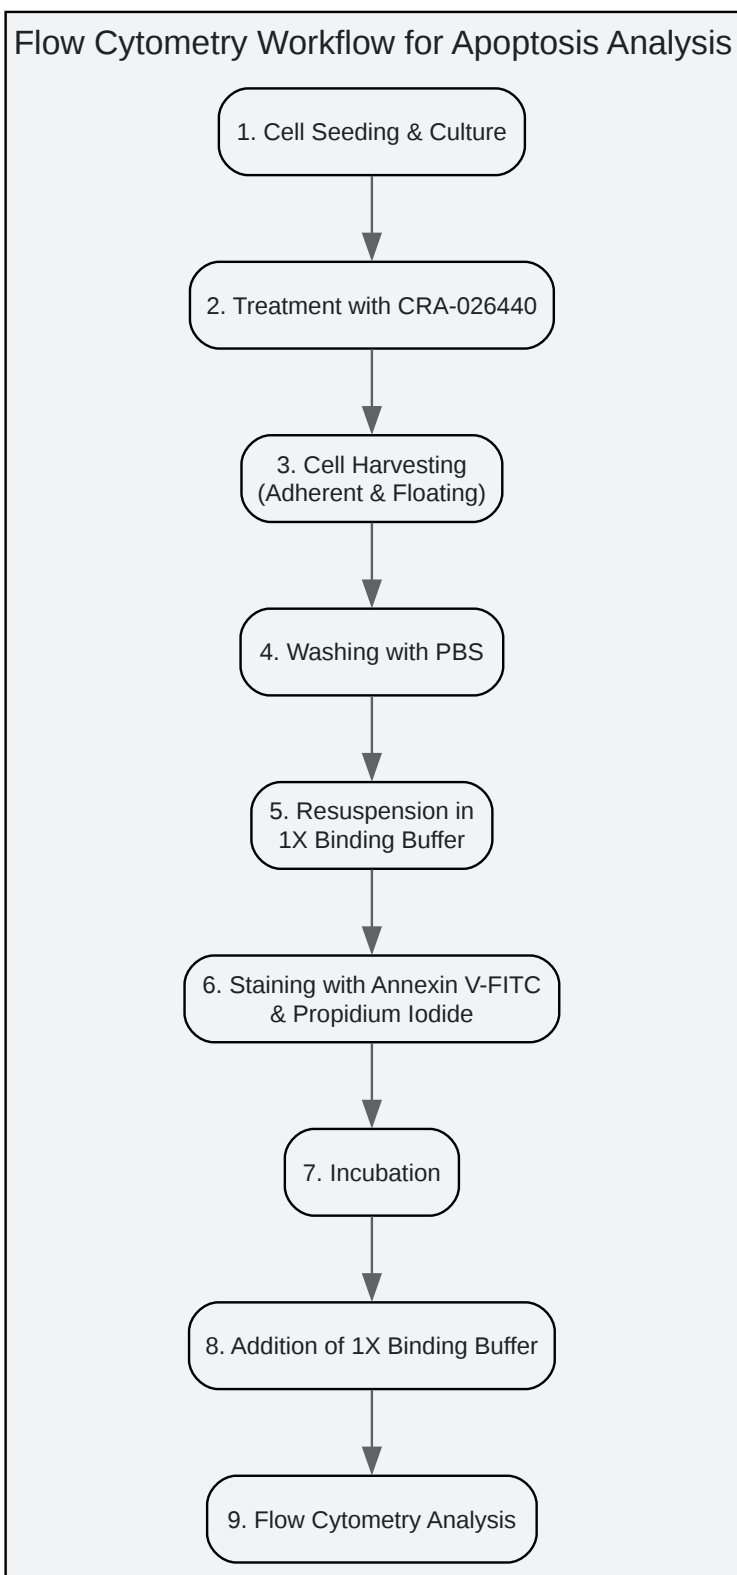 Flow Cytometry Workflow for Apoptosis Analysis
1. Cell Seeding & Culture
2. Treatment with CRA-026440
3. Cell Harvesting
(Adherent & Floating)
4. Washing with PBS
5. Resuspension in
1X Binding Buffer
6. Staining with Annexin V-FITC
& Propidium Iodide
7. Incubation
8. Addition of 1X Binding Buffer
9. Flow Cytometry Analysis